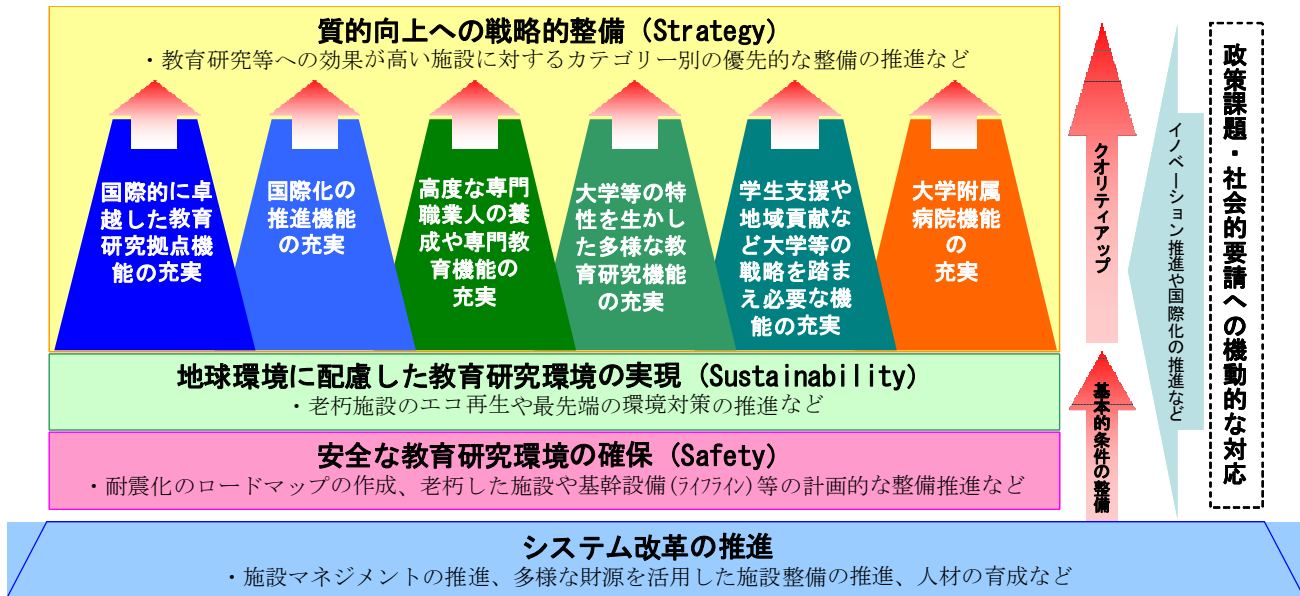 質的向上への戦略的整備（Strategy）
・教育研究等への効果が高い施設に対するカテゴリー別の優先的な整備の推進など
国際的に卓
越した教育
研究拠点機
能の充実
国際化の
推進機能
の充実
高度な専門
職業人の養
成や専門教
育機能の
充実
大学等の特
性を生かし
た多様な教
育研究機能
の充実
学生支援や
地域貢献な
ど大学等の
戦略を踏ま
え必要な機
能の充実
大学附属
病院機能
の
充実
地球環境に配慮した教育研究環境の実現（Sustainability）
・老朽施設のエコ再生や最先端の環境対策の推進など
安全な教育研究環境の確保（Safety）
・耐震化のロードマップの作成、老朽した施設や基幹設備(ﾗｲﾌﾗｲﾝ)等の計画的な整備推進など
システム改革の推進
・施設マネジメントの推進、多様な財源を活用した施設整備の推進、人材の育成など
クオリティアップ
基本的条件の整備
イノベーション推進や国際化の推進など
政策課題・社会的要請への機動的な対応